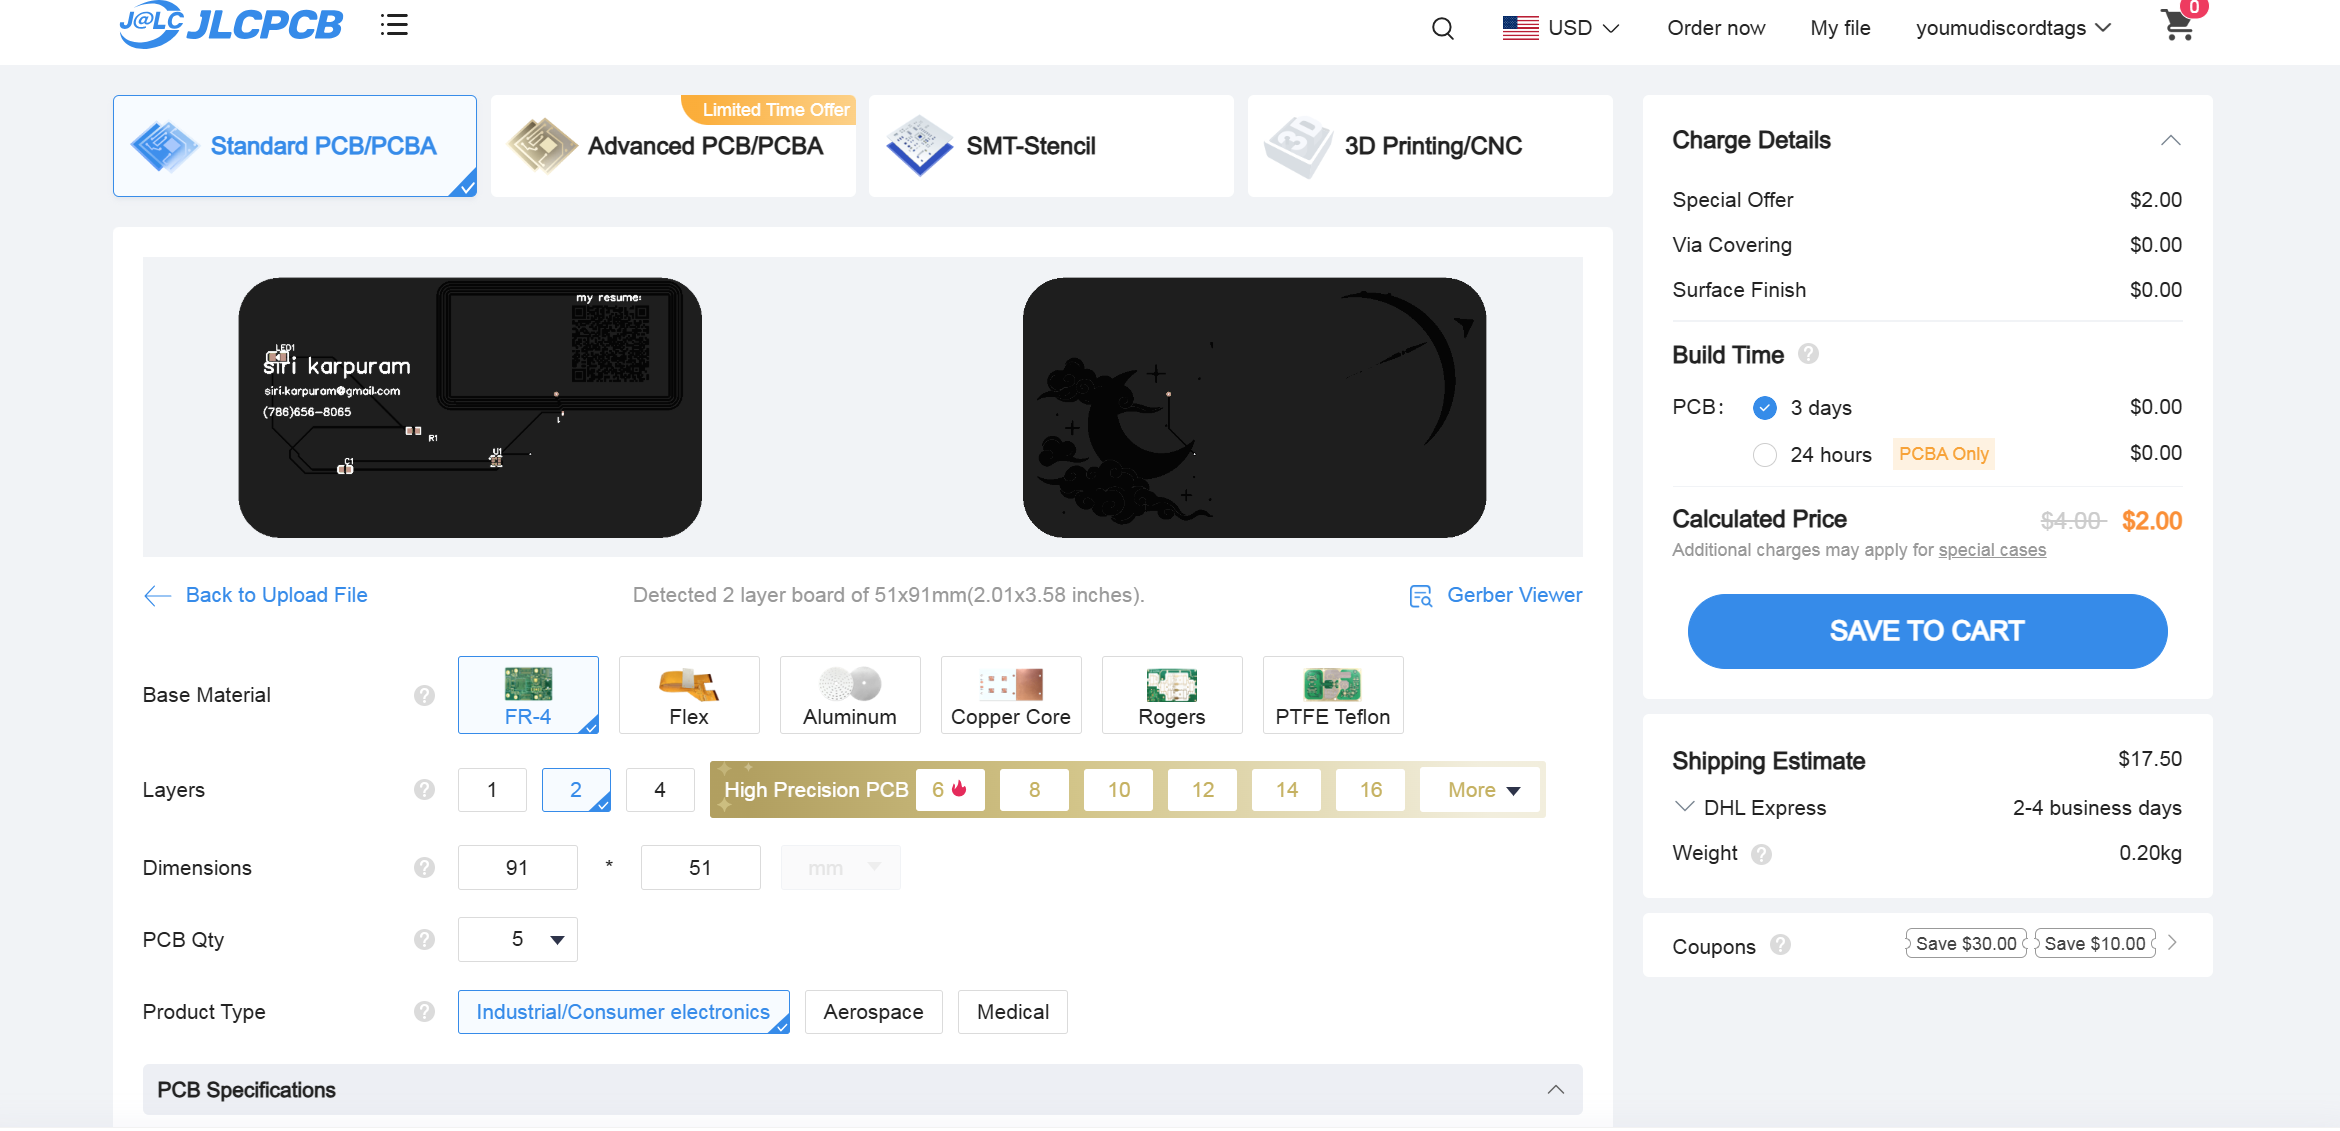 J@LC JLCPCB
USD
Order now
My file
youmudiscordtags
0
Standard PCB/PCBA
Limited Time Offer
Advanced PCB/PCBA
SMT-Stencil
3D
3D Printing/CNC
my resume:
LED1
siri karpuram
siri.karpuram@gmail.com
(786)656-8065
R1
C1
U1
Back to Upload File
Detected 2 layer board of 51x91mm(2.01x3.58 inches).
Gerber Viewer
Base Material
?
FR-4
Flex
Aluminum
Copper Core
Rogers
PTFE Teflon
Layers
?
1
2
4
High Precision PCB
6
8
10
12
14
16
More
Dimensions
?
91
*
51
mm
PCB Qty
?
5
Product Type
?
Industrial/Consumer electronics
Aerospace
Medical
PCB Specifications
Charge Details
Special Offer
$2.00
Via Covering
$0.00
Surface Finish
$0.00
Build Time
?
PCB:
3 days
$0.00
24 hours
PCBA Only
$0.00
Calculated Price
$4.00
$2.00
Additional charges may apply for special cases
SAVE TO CART
Shipping Estimate
$17.50
DHL Express
2-4 business days
Weight
?
0.20kg
Coupons
?
Save $30.00
Save $10.00